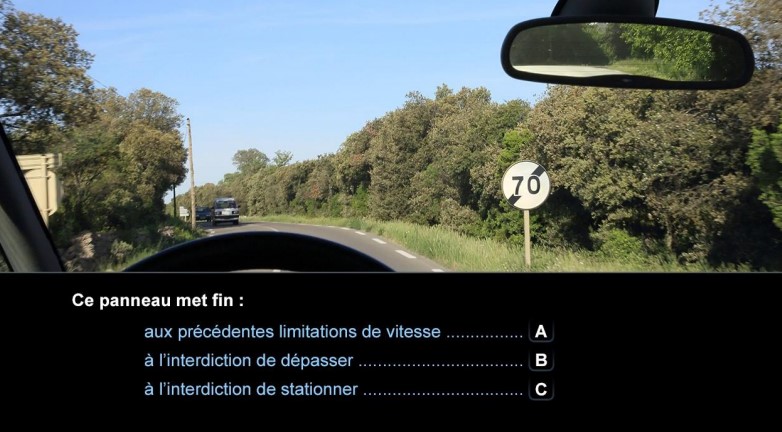 70
Ce panneau met fin :
aux précédentes limitations de vitesse ................ A
à l'interdiction de dépasser .................................. B
à l'interdiction de stationner ................................. C